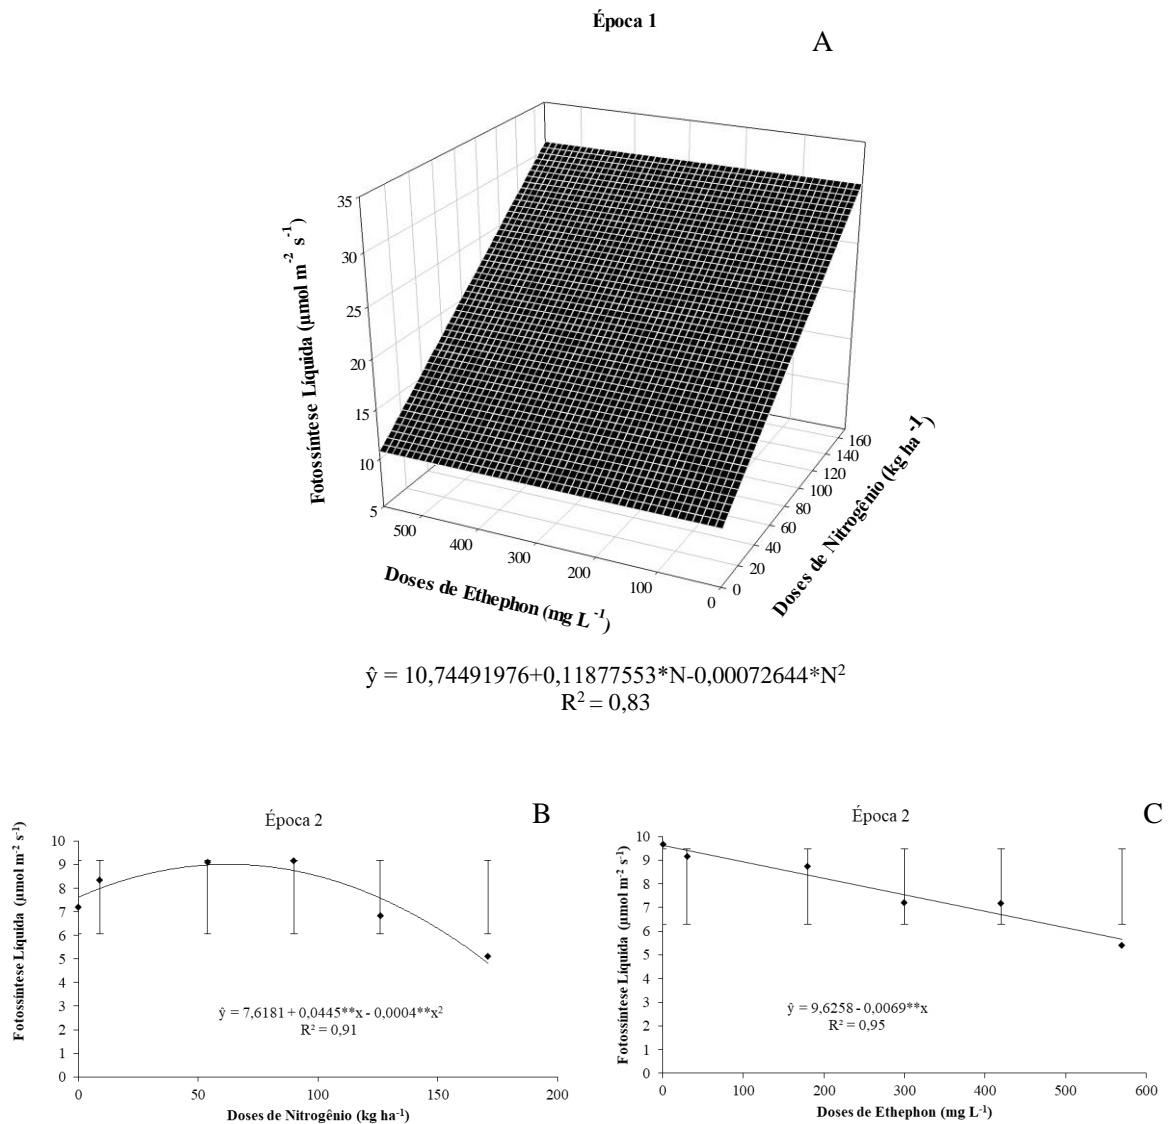 Época 1
A
Fotossíntese Líquida (µmol m⁻² s⁻¹)
35
30
25
20
15
10
5
500
400
300
200
100
0
Doses de Ethephon (mg L⁻¹)
0
20
40
60
80
100
120
140
160
Doses de Nitrogênio (kg ha⁻¹)
ŷ = 10,74491976+0,11877553*N-0,00072644*N²
R² = 0,83
Época 2
B
Fotossíntese Líquida (µmol m⁻² s⁻¹)
10
9
8
7
6
5
4
3
2
1
0
ŷ = 7,6181 + 0,0445**x - 0,0004**x²
R² = 0,91
0 50 100 150 200
Doses de Nitrogênio (kg ha⁻¹)
Época 2
C
Fotossíntese Líquida (µmol m⁻² s⁻¹)
10
9
8
7
6
5
4
3
2
1
0
ŷ = 9,6258 - 0,0069**x
R² = 0,95
0 100 200 300 400 500 600
Doses de Ethephon (mg L⁻¹)